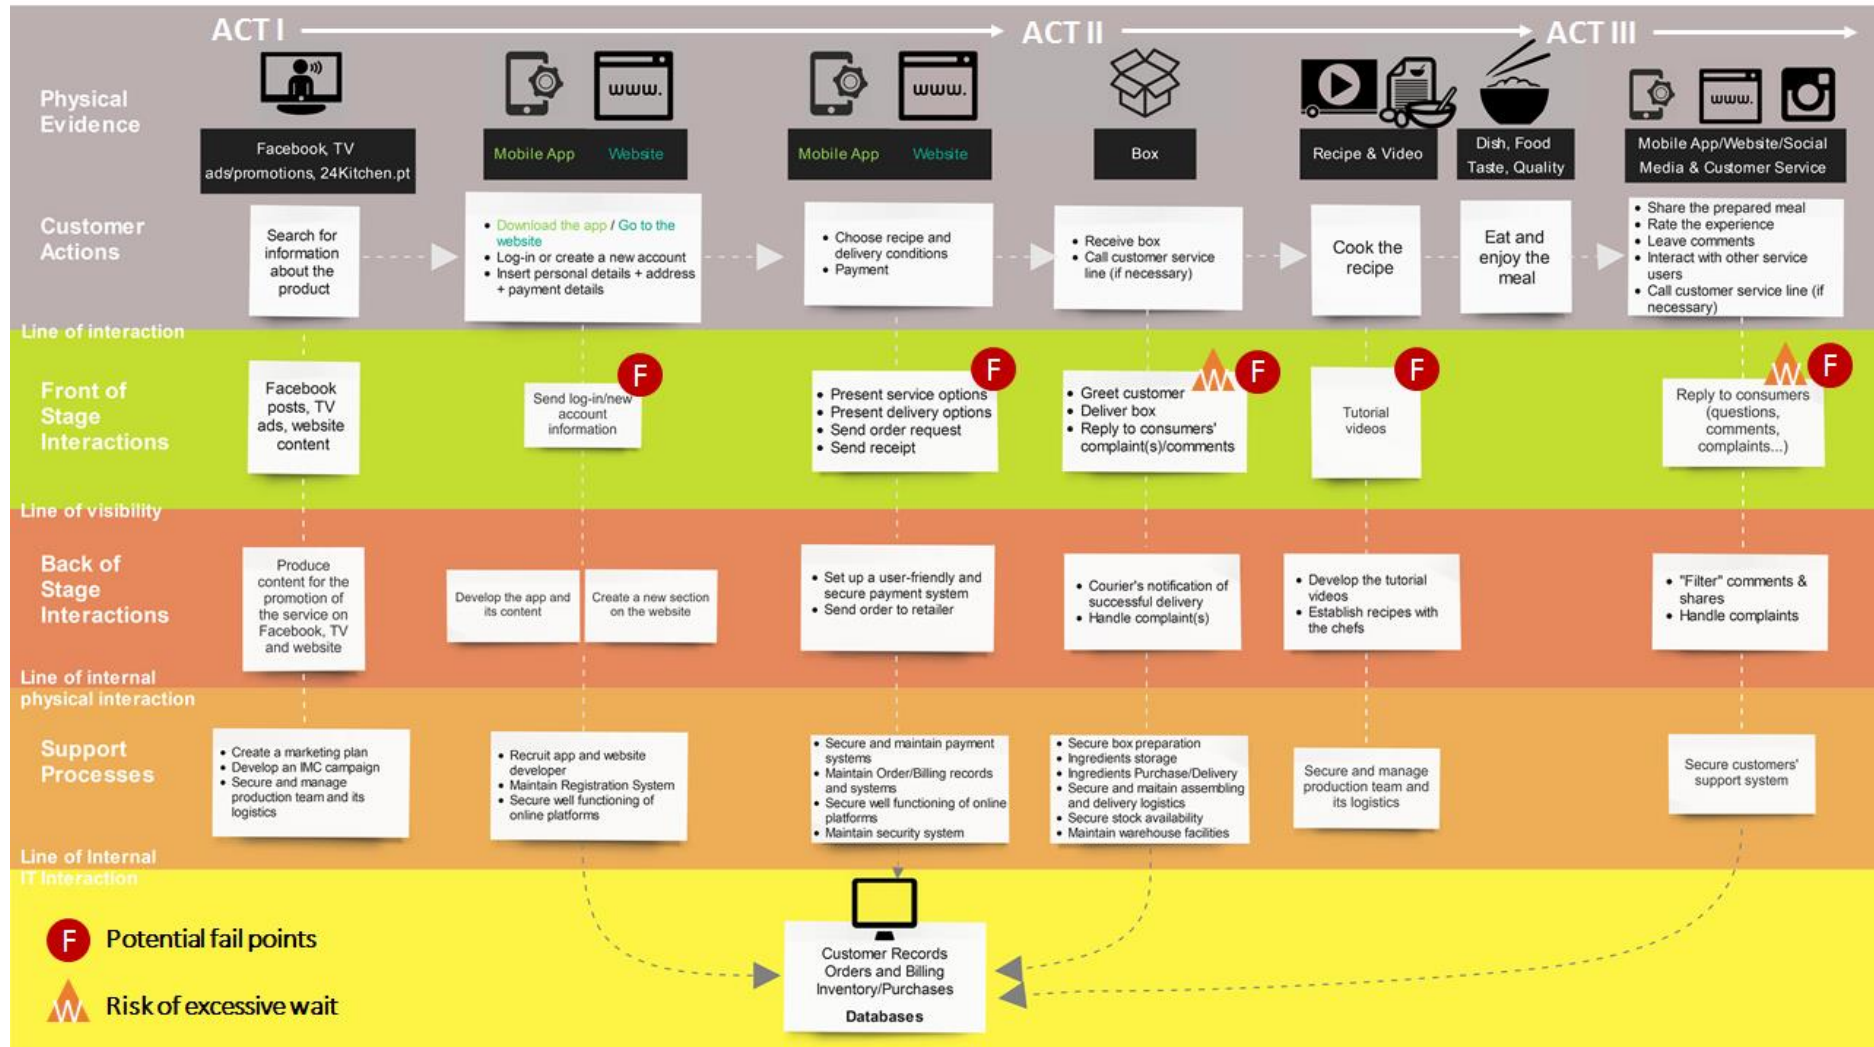 ACT I
ACT II
ACT III
Physical
Evidence
www.
www.
www.
Facebook, TV
ads/promotions, 24Kitchen.pt
Mobile App Website
Mobile App Website
Box
Recipe & Video
Dish, Food
Taste, Quality
Mobile App/Website/Social
Media & Customer Service
Customer
Actions
Search for
information
about the
product
• Download the app / Go to the
website
• Log-in or create a new account
• Insert personal details + address
+ payment details
• Choose recipe and
delivery conditions
• Payment
• Receive box
• Call customer service
line (if necessary)
Cook the
recipe
Eat and
enjoy the
meal
• Share the prepared meal
• Rate the experience
• Leave comments
• Interact with other service
users
• Call customer service line (if
necessary)
Line of interaction
Front of
Stage
Interactions
Facebook
posts, TV
ads, website
content
F
Send log-in/new
account
information
F
• Present service options
• Present delivery options
• Send order request
• Send receipt
W
F
• Greet customer
• Deliver box
• Reply to consumers'
complaint(s)/comments
F
Tutorial
videos
W
F
Reply to consumers
(questions,
comments,
complaints...)
Line of visibility
Back of
Stage
Interactions
Produce
content for the
promotion of
the service on
Facebook, TV
and website
Develop the app and
its content
Create a new section
on the website
• Set up a user-friendly and
secure payment system
• Send order to retailer
• Courier's notification of
successful delivery
• Handle complaint(s)
• Develop the tutorial
videos
• Establish recipes with
the chefs
• "Filter" comments &
shares
• Handle complaints
Line of internal
physical interaction
Support
Processes
• Create a marketing plan
• Develop an IMC campaign
• Secure and manage
production team and its
logistics
• Recruit app and website
developer
• Maintain Registration System
• Secure well functioning of
online platforms
• Secure and maintain payment
systems
• Maintain Order/Billing records
and systems
• Secure well functioning of online
platforms
• Maintain security system
• Secure box preparation
• Ingredients storage
• Ingredients Purchase/Delivery
• Secure and maitain assembling
and delivery logistics
• Secure stock availability
• Maintain warehouse facilities
Secure and manage
production team and
its logistics
Secure customers'
support system
Line of Internal
IT Interaction
F Potential fail points
W Risk of excessive wait
Customer Records
Orders and Billing
Inventory/Purchases
Databases